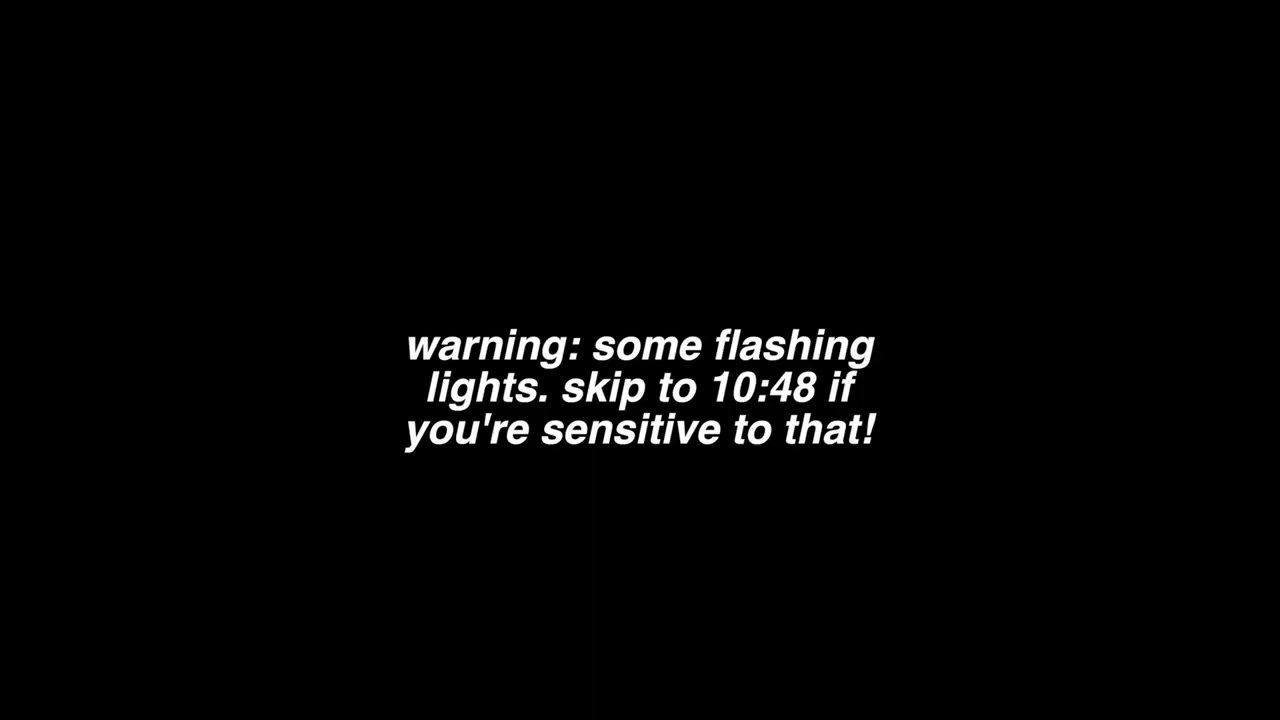 warning: some flashing
lights. skip to 10:48 if
you're sensitive to that!